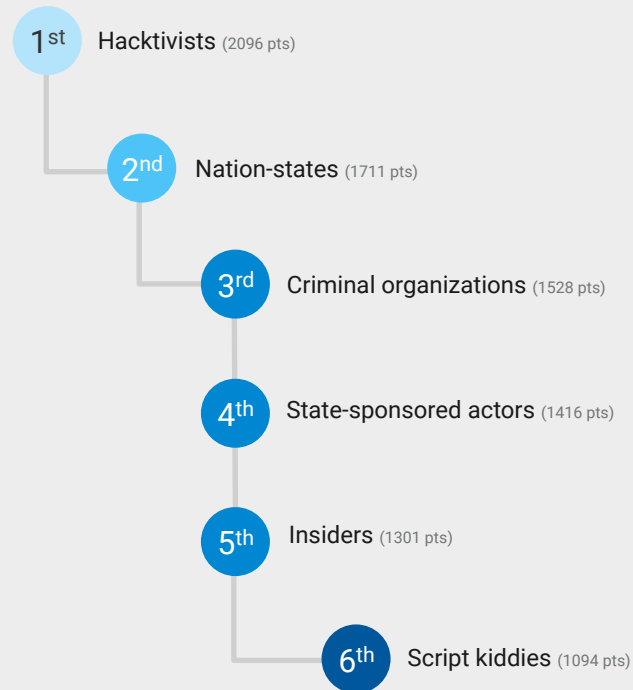 1st Hacktivists (2096 pts)
2nd Nation-states (1711 pts)
3rd Criminal organizations (1528 pts)
4th State-sponsored actors (1416 pts)
5th Insiders (1301 pts)
6th Script kiddies (1094 pts)